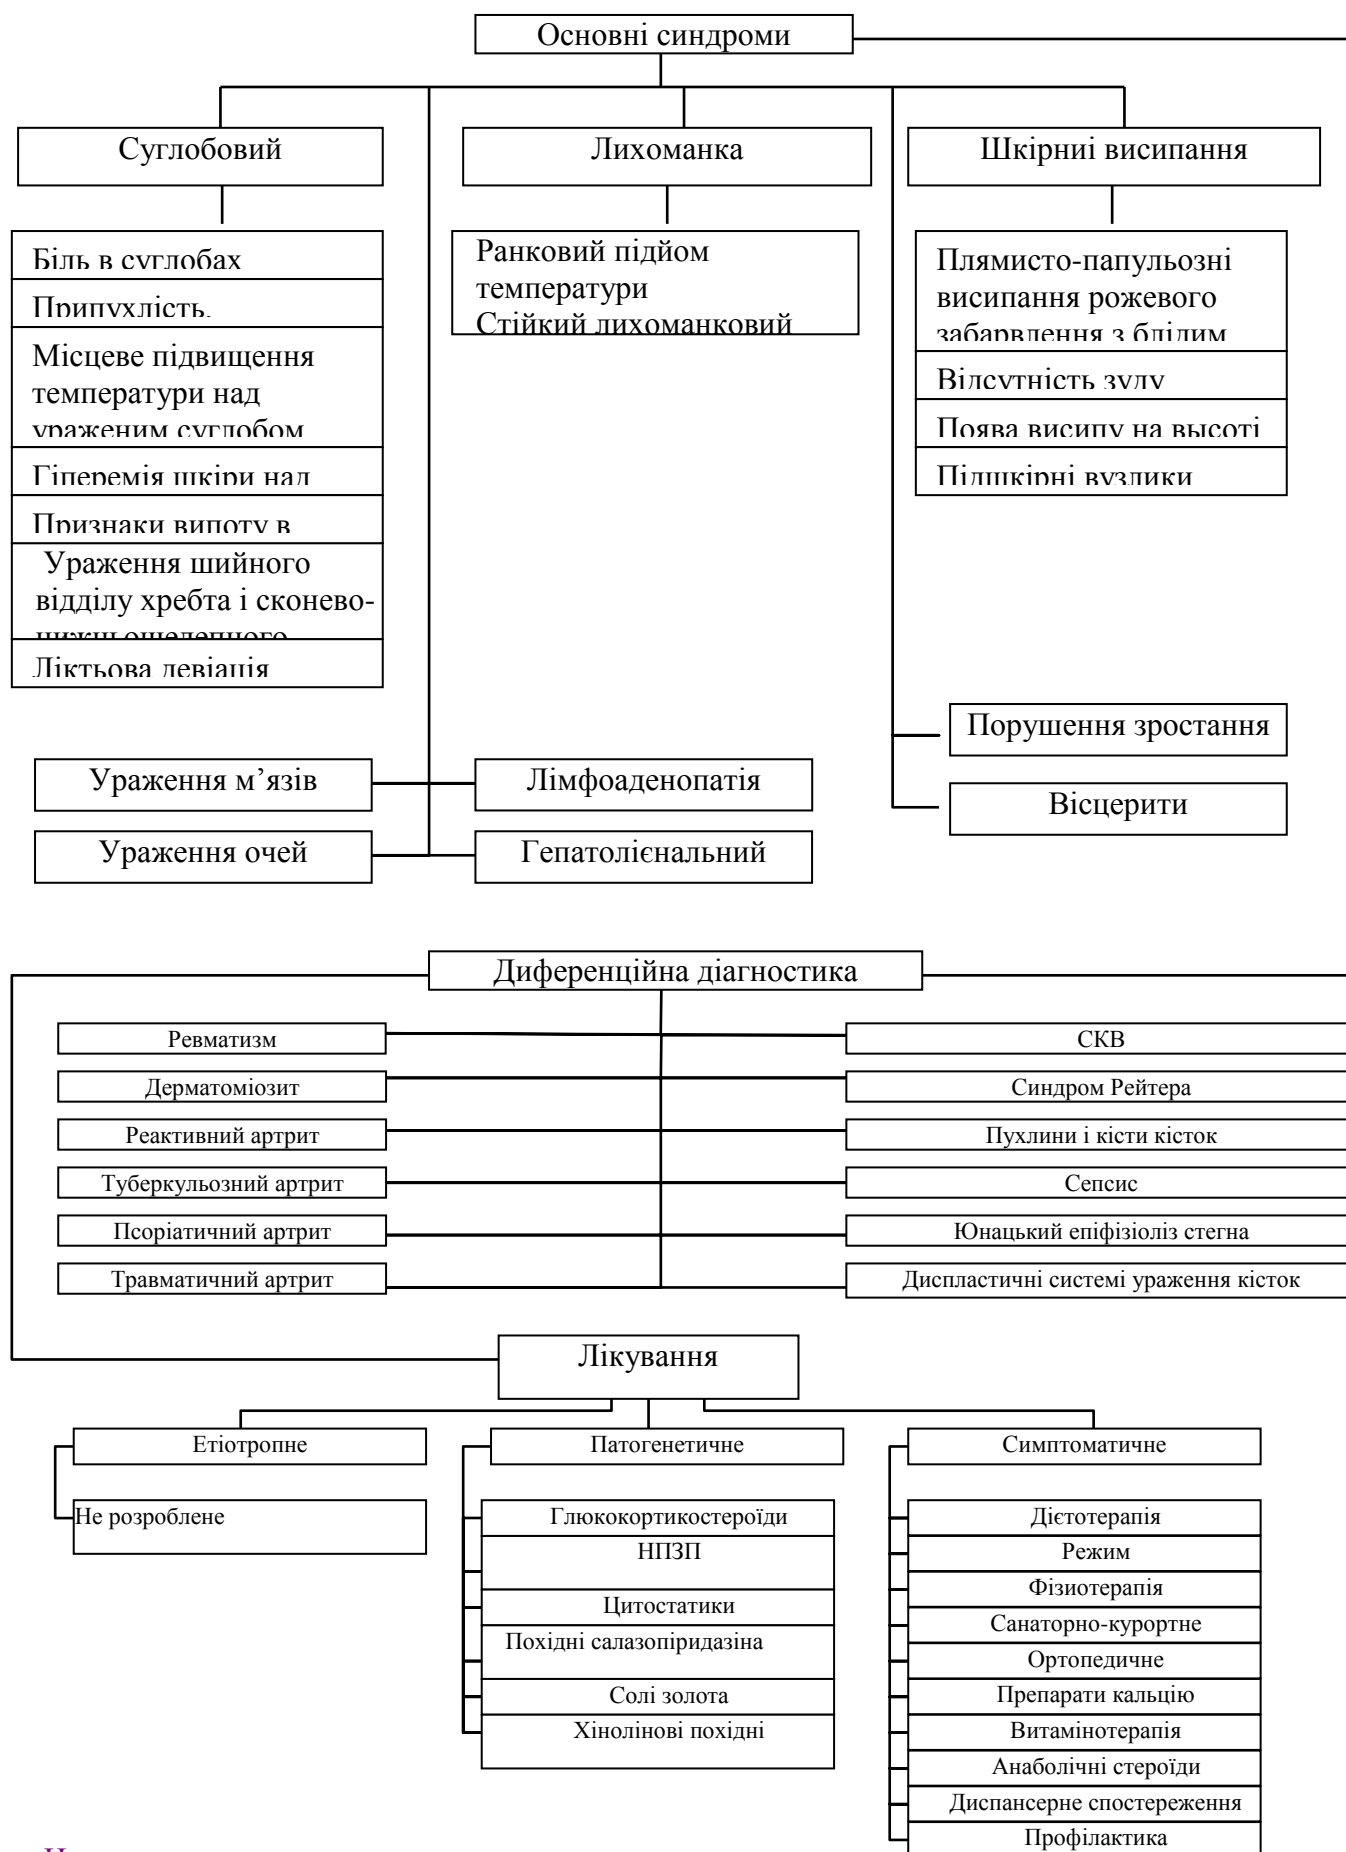 Основні синдроми
Суглобовий
Лихоманка
Шкірниі висипання
Біль в суглобах
Припухлість,
Місцеве підвищення
температури над
ураженим суглобом
Гіперемія шкіри над
Признаки випоту в
Ураження шийного
відділу хребта і сконево-
нижньощелепного
Ліктьова девіація
Ранковий підйом
температури
Стійкий лихоманковий
Плямисто-папульозні
висипання рожевого
забарвлення з блідим
Відсутність зуду
Поява висипу на высоті
Підшкірні вузлики
Порушення зростання
Вісцерити
Ураження м’язів
Лімфоаденопатія
Ураження очей
Гепатолієнальний
Диференційна діагностика
Ревматизм
СКВ
Дерматоміозит
Синдром Рейтера
Реактивний артрит
Пухлини і кісти кісток
Туберкульозний артрит
Сепсис
Псоріатичний артрит
Юнацький епіфізіоліз стегна
Травматичний артрит
Диспластичні системі ураження кісток
Лікування
Етіотропне
Патогенетичне
Симптоматичне
Не розроблене
Глюкокортикостероїди
НПЗП
Цитостатики
Похідні салазопіридазіна
Солі золота
Хінолінові похідні
Дієтотерапія
Режим
Фізиотерапія
Санаторно-курортне
Ортопедичне
Препарати кальцію
Витамінотерапія
Анаболічні стероїди
Диспансерне спостереження
Профілактика